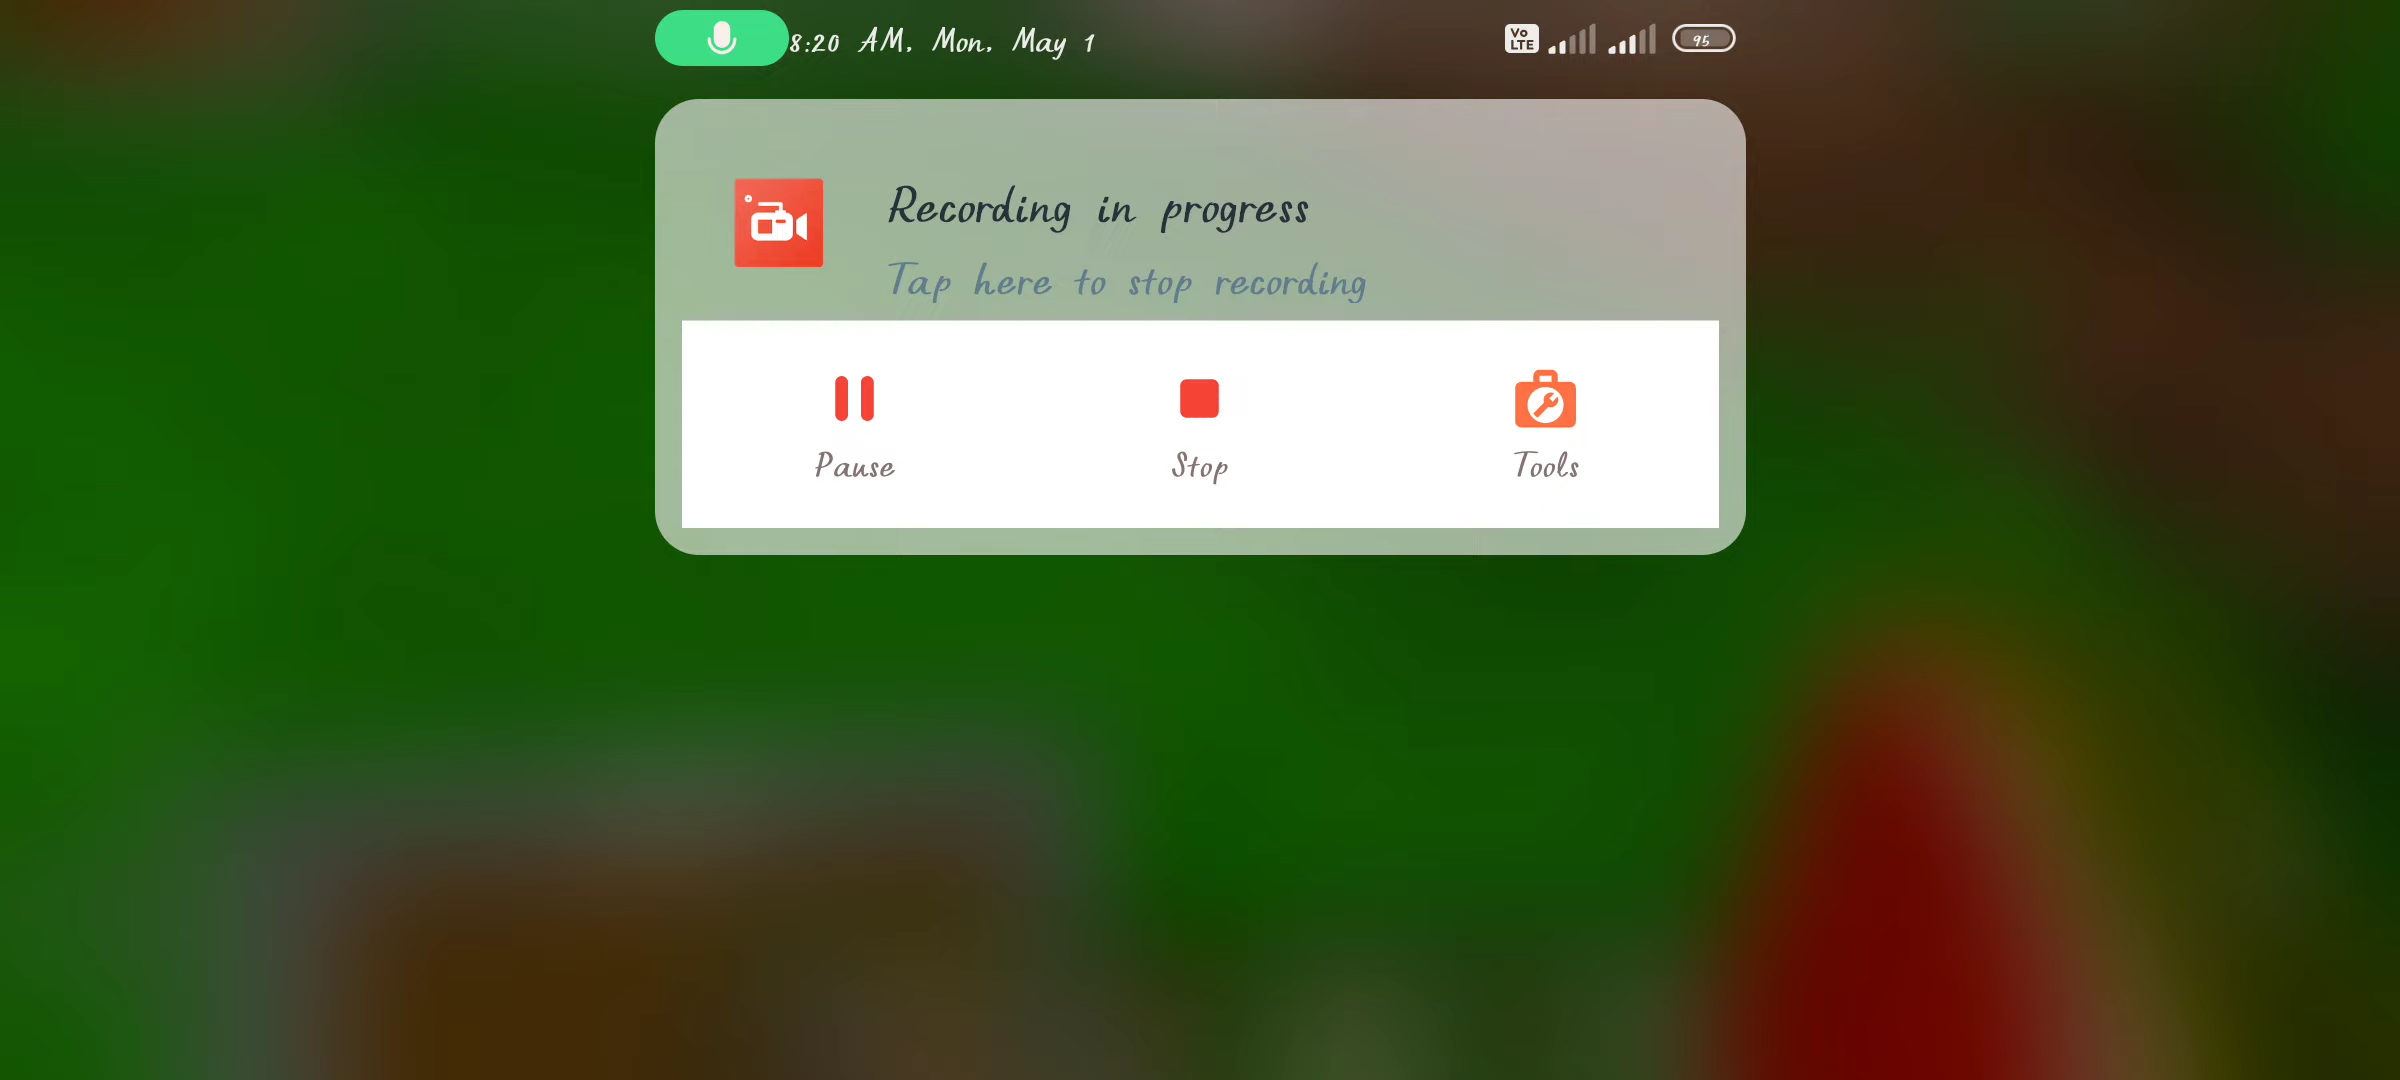 8:20 AM, Mon, May 1
Vo LTE
95
Recording in progress
Tap here to stop recording
Pause
Stop
Tools